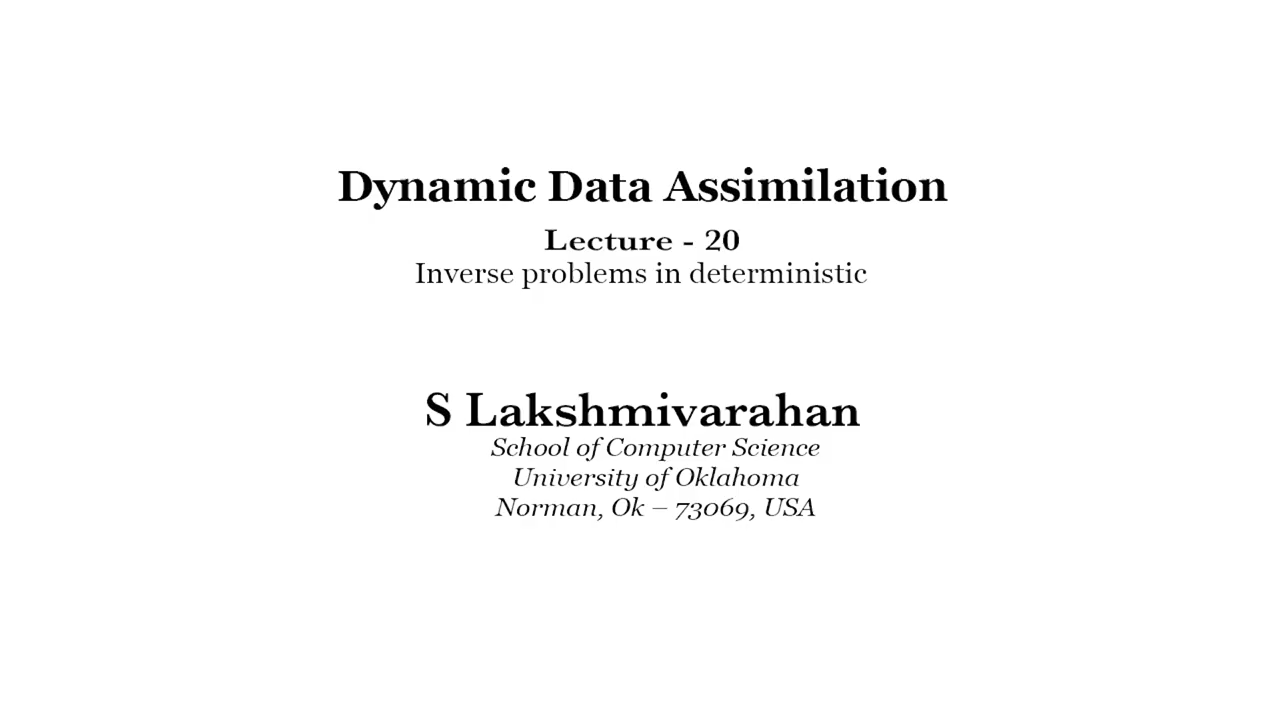 Dynamic Data Assimilation
Lecture - 20
Inverse problems in deterministic
S Lakshmivarahan
School of Computer Science
University of Oklahoma
Norman, Ok – 73069, USA